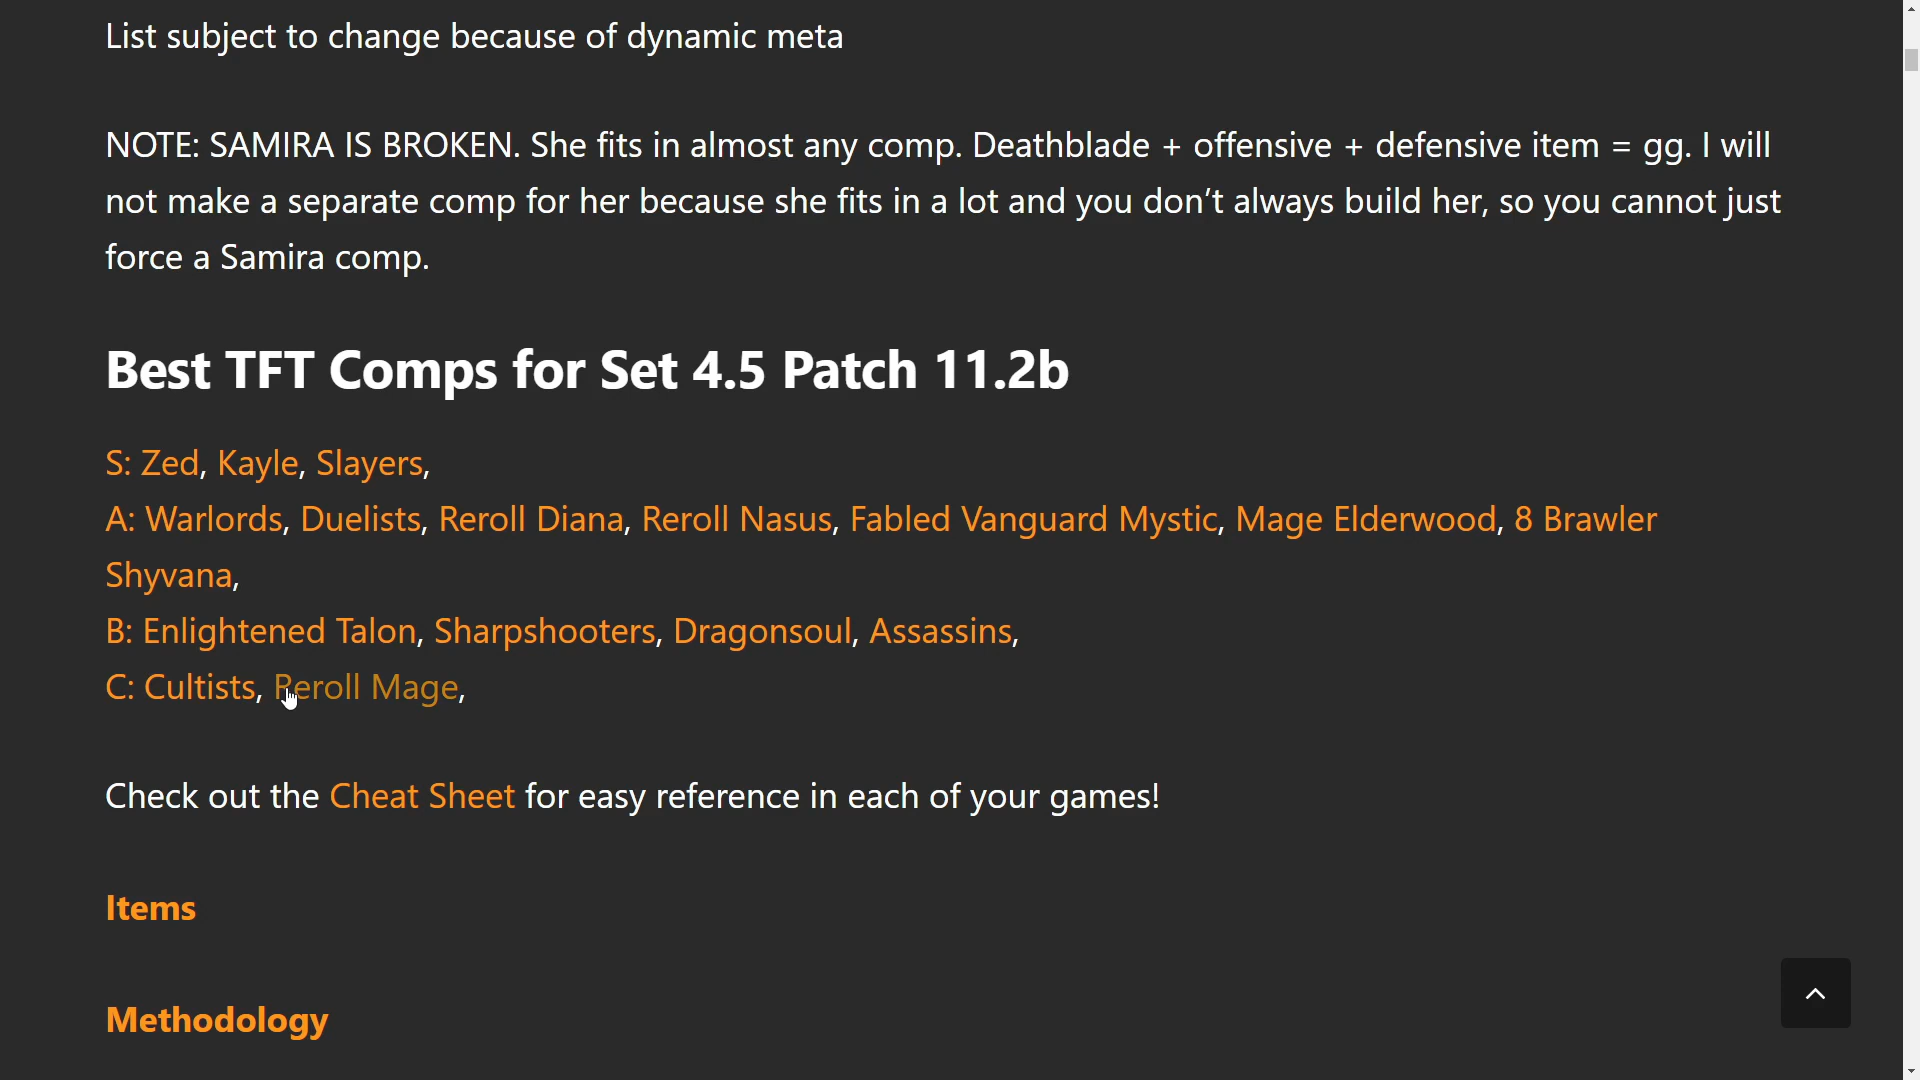 List subject to change because of dynamic meta
NOTE: SAMIRA IS BROKEN. She fits in almost any comp. Deathblade + offensive + defensive item = gg. I will
not make a separate comp for her because she fits in a lot and you don’t always build her, so you cannot just
force a Samira comp.
Best TFT Comps for Set 4.5 Patch 11.2b
S: Zed, Kayle, Slayers,
A: Warlords, Duelists, Reroll Diana, Reroll Nasus, Fabled Vanguard Mystic, Mage Elderwood, 8 Brawler
Shyvana,
B: Enlightened Talon, Sharpshooters, Dragonsoul, Assassins,
C: Cultists, Reroll Mage,
Check out the Cheat Sheet for easy reference in each of your games!
Items
Methodology